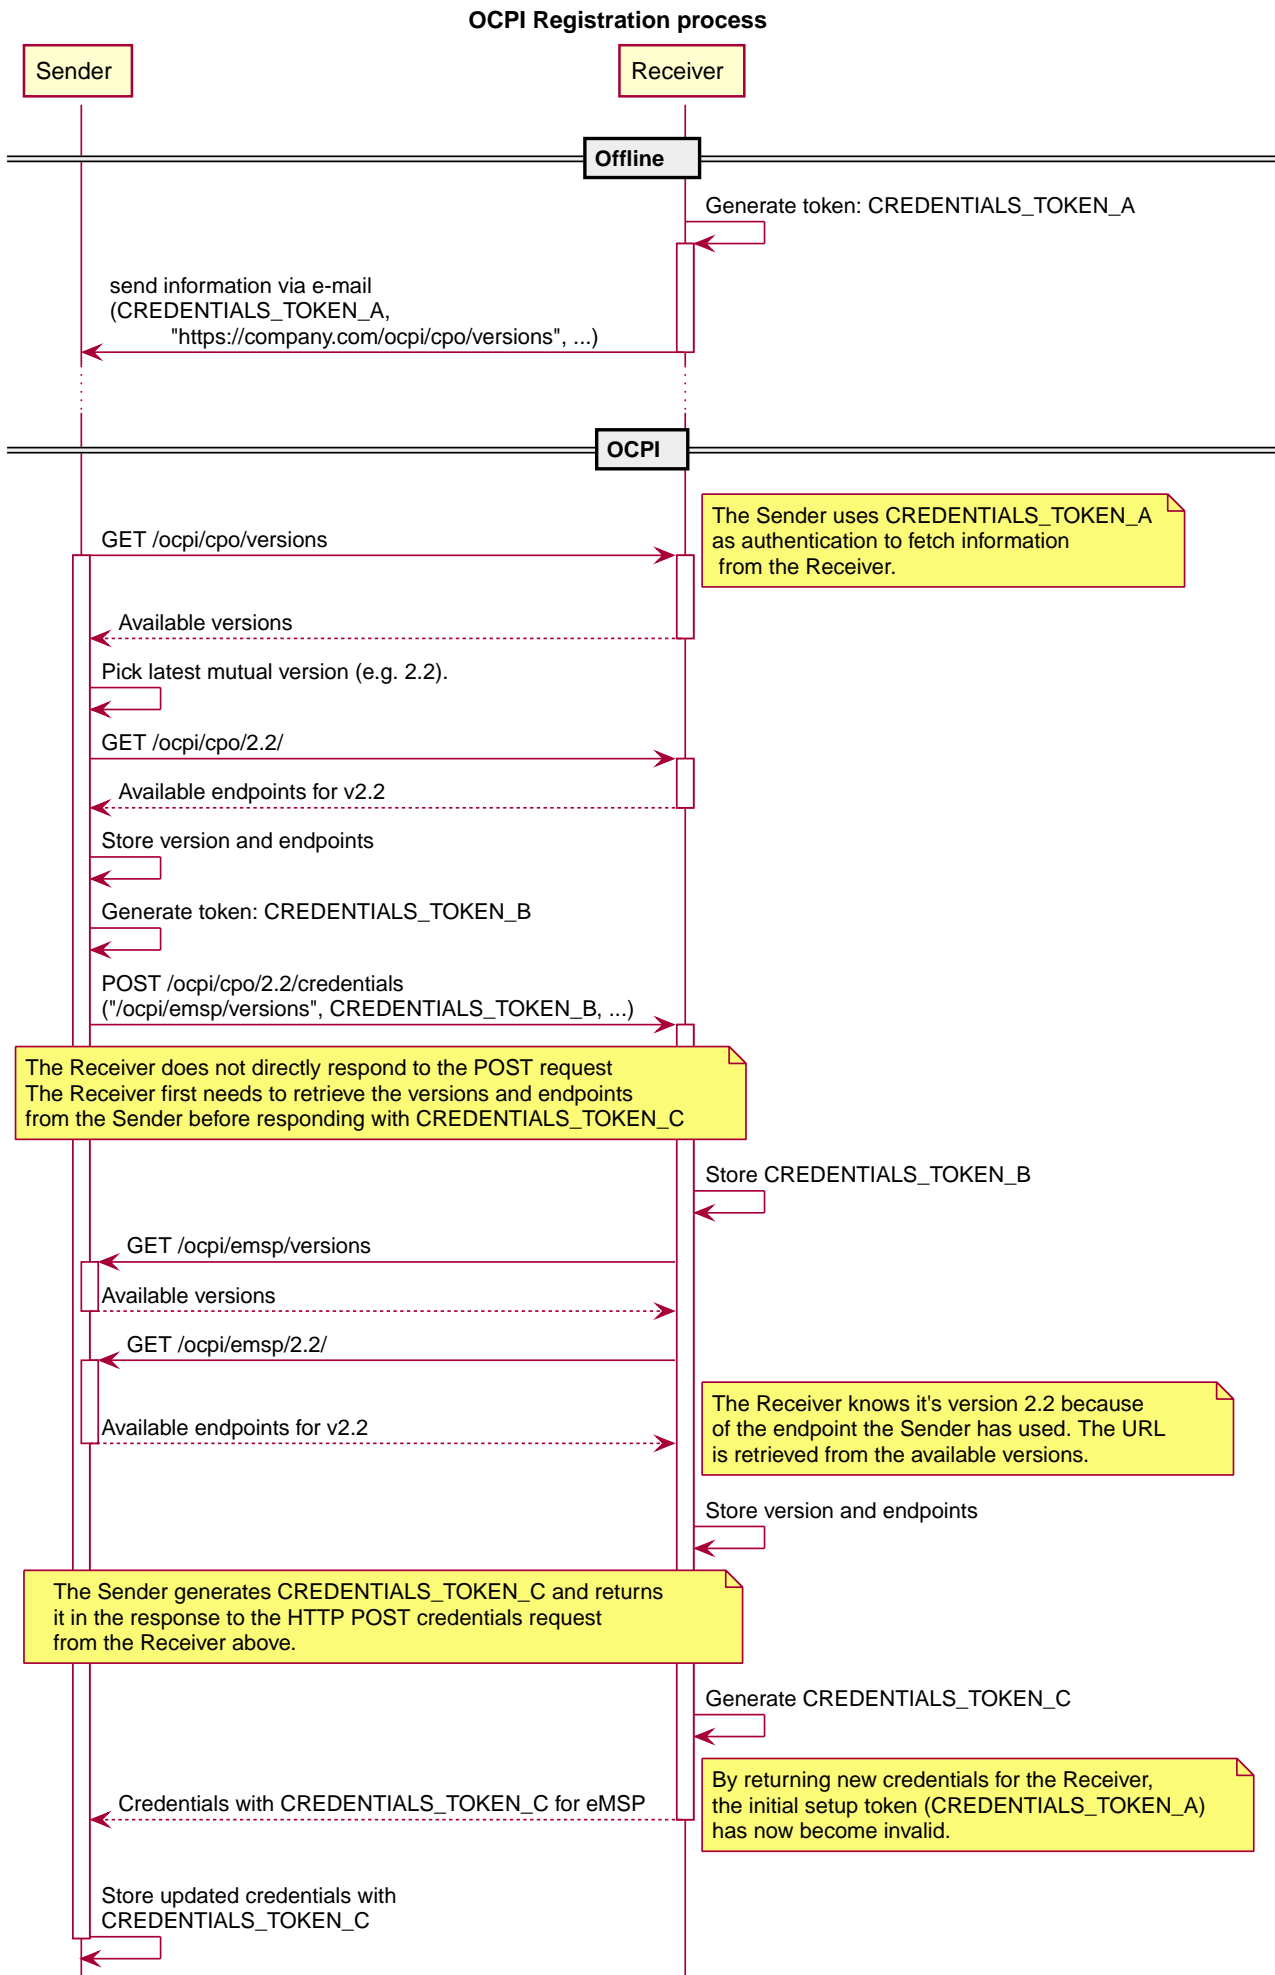 OCPI Registration process
Sender
Receiver
Offline
Generate token: CREDENTIALS_TOKEN_A
send information via e-mail
(CREDENTIALS_TOKEN_A,
"https://company.com/ocpi/cpo/versions", ...)
OCPI
The Sender uses CREDENTIALS_TOKEN_A
as authentication to fetch information
from the Receiver.
GET /ocpi/cpo/versions
Available versions
Pick latest mutual version (e.g. 2.2).
GET /ocpi/cpo/2.2/
Available endpoints for v2.2
Store version and endpoints
Generate token: CREDENTIALS_TOKEN_B
POST /ocpi/cpo/2.2/credentials
("/ocpi/emsp/versions", CREDENTIALS_TOKEN_B, ...)
The Receiver does not directly respond to the POST request
The Receiver first needs to retrieve the versions and endpoints
from the Sender before responding with CREDENTIALS_TOKEN_C
Store CREDENTIALS_TOKEN_B
GET /ocpi/emsp/versions
Available versions
GET /ocpi/emsp/2.2/
The Receiver knows it's version 2.2 because
of the endpoint the Sender has used. The URL
is retrieved from the available versions.
Available endpoints for v2.2
Store version and endpoints
The Sender generates CREDENTIALS_TOKEN_C and returns
it in the response to the HTTP POST credentials request
from the Receiver above.
Generate CREDENTIALS_TOKEN_C
By returning new credentials for the Receiver,
the initial setup token (CREDENTIALS_TOKEN_A)
has now become invalid.
Credentials with CREDENTIALS_TOKEN_C for eMSP
Store updated credentials with
CREDENTIALS_TOKEN_C